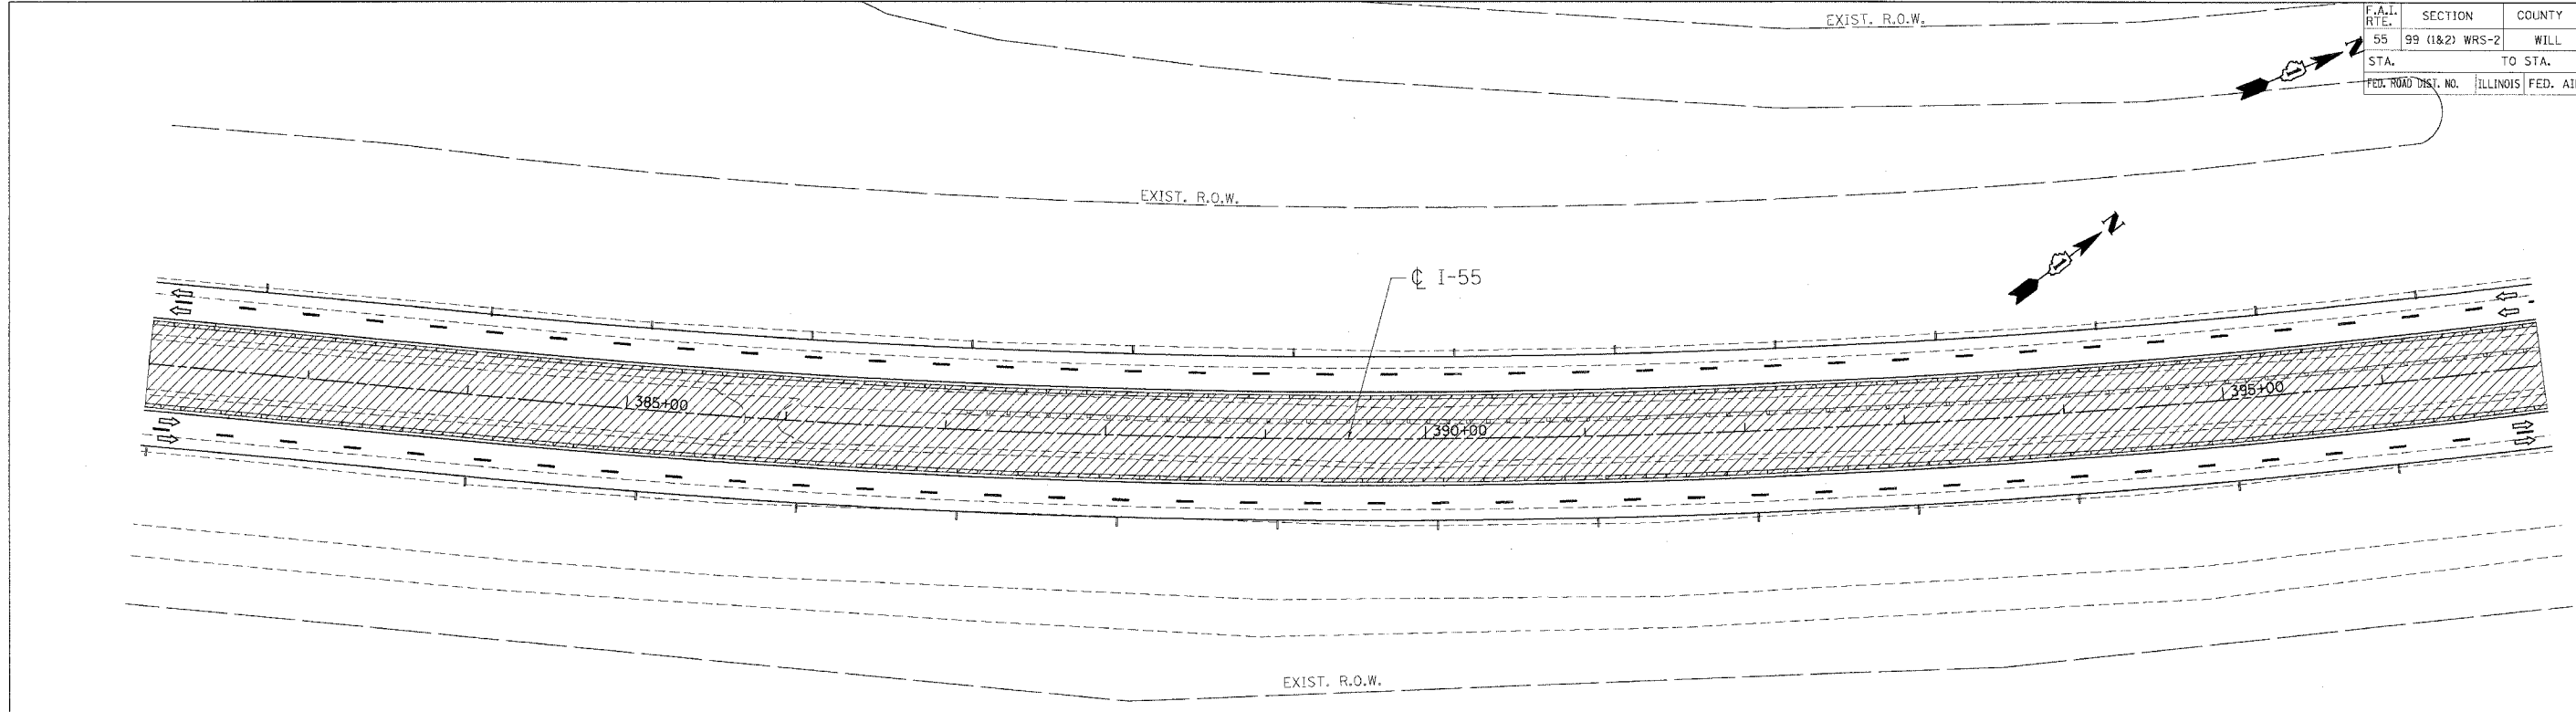 EXIST. R.O.W.
F.A.I. RTE. SECTION COUNTY
55 99 (1&2) WRS-2 WILL
STA. TO STA.
FED. ROAD DIST. NO. ILLINOIS FED.
N
EXIST. R.O.W.
N
℄ I-55
385+00
390+00
395+00
EXIST. R.O.W.